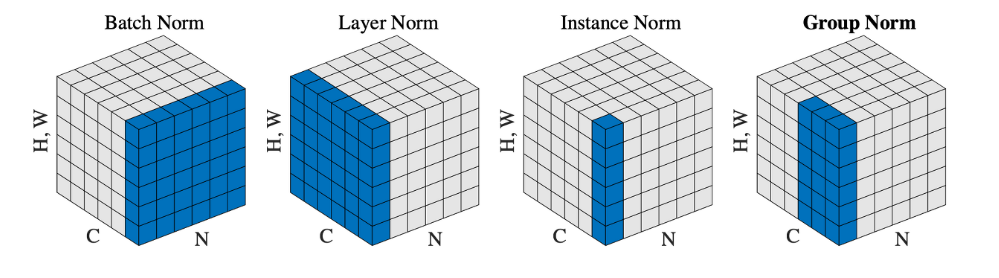 Batch Norm
Layer Norm
Instance Norm
Group Norm
H, W
C
N
H, W
C
N
H, W
C
N
H, W
C
N